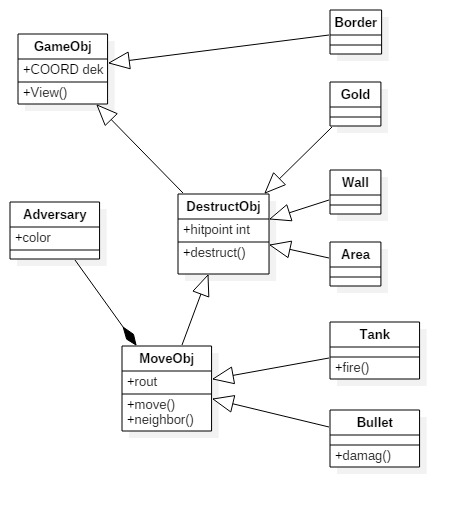 Border
GameObj
+COORD dek
+View()
Gold
Wall
DestructObj
+hitpoint int
+destruct()
Adversary
+color
Area
Tank
+fire()
MoveObj
+rout
+move()
+neighbor()
Bullet
+damag()